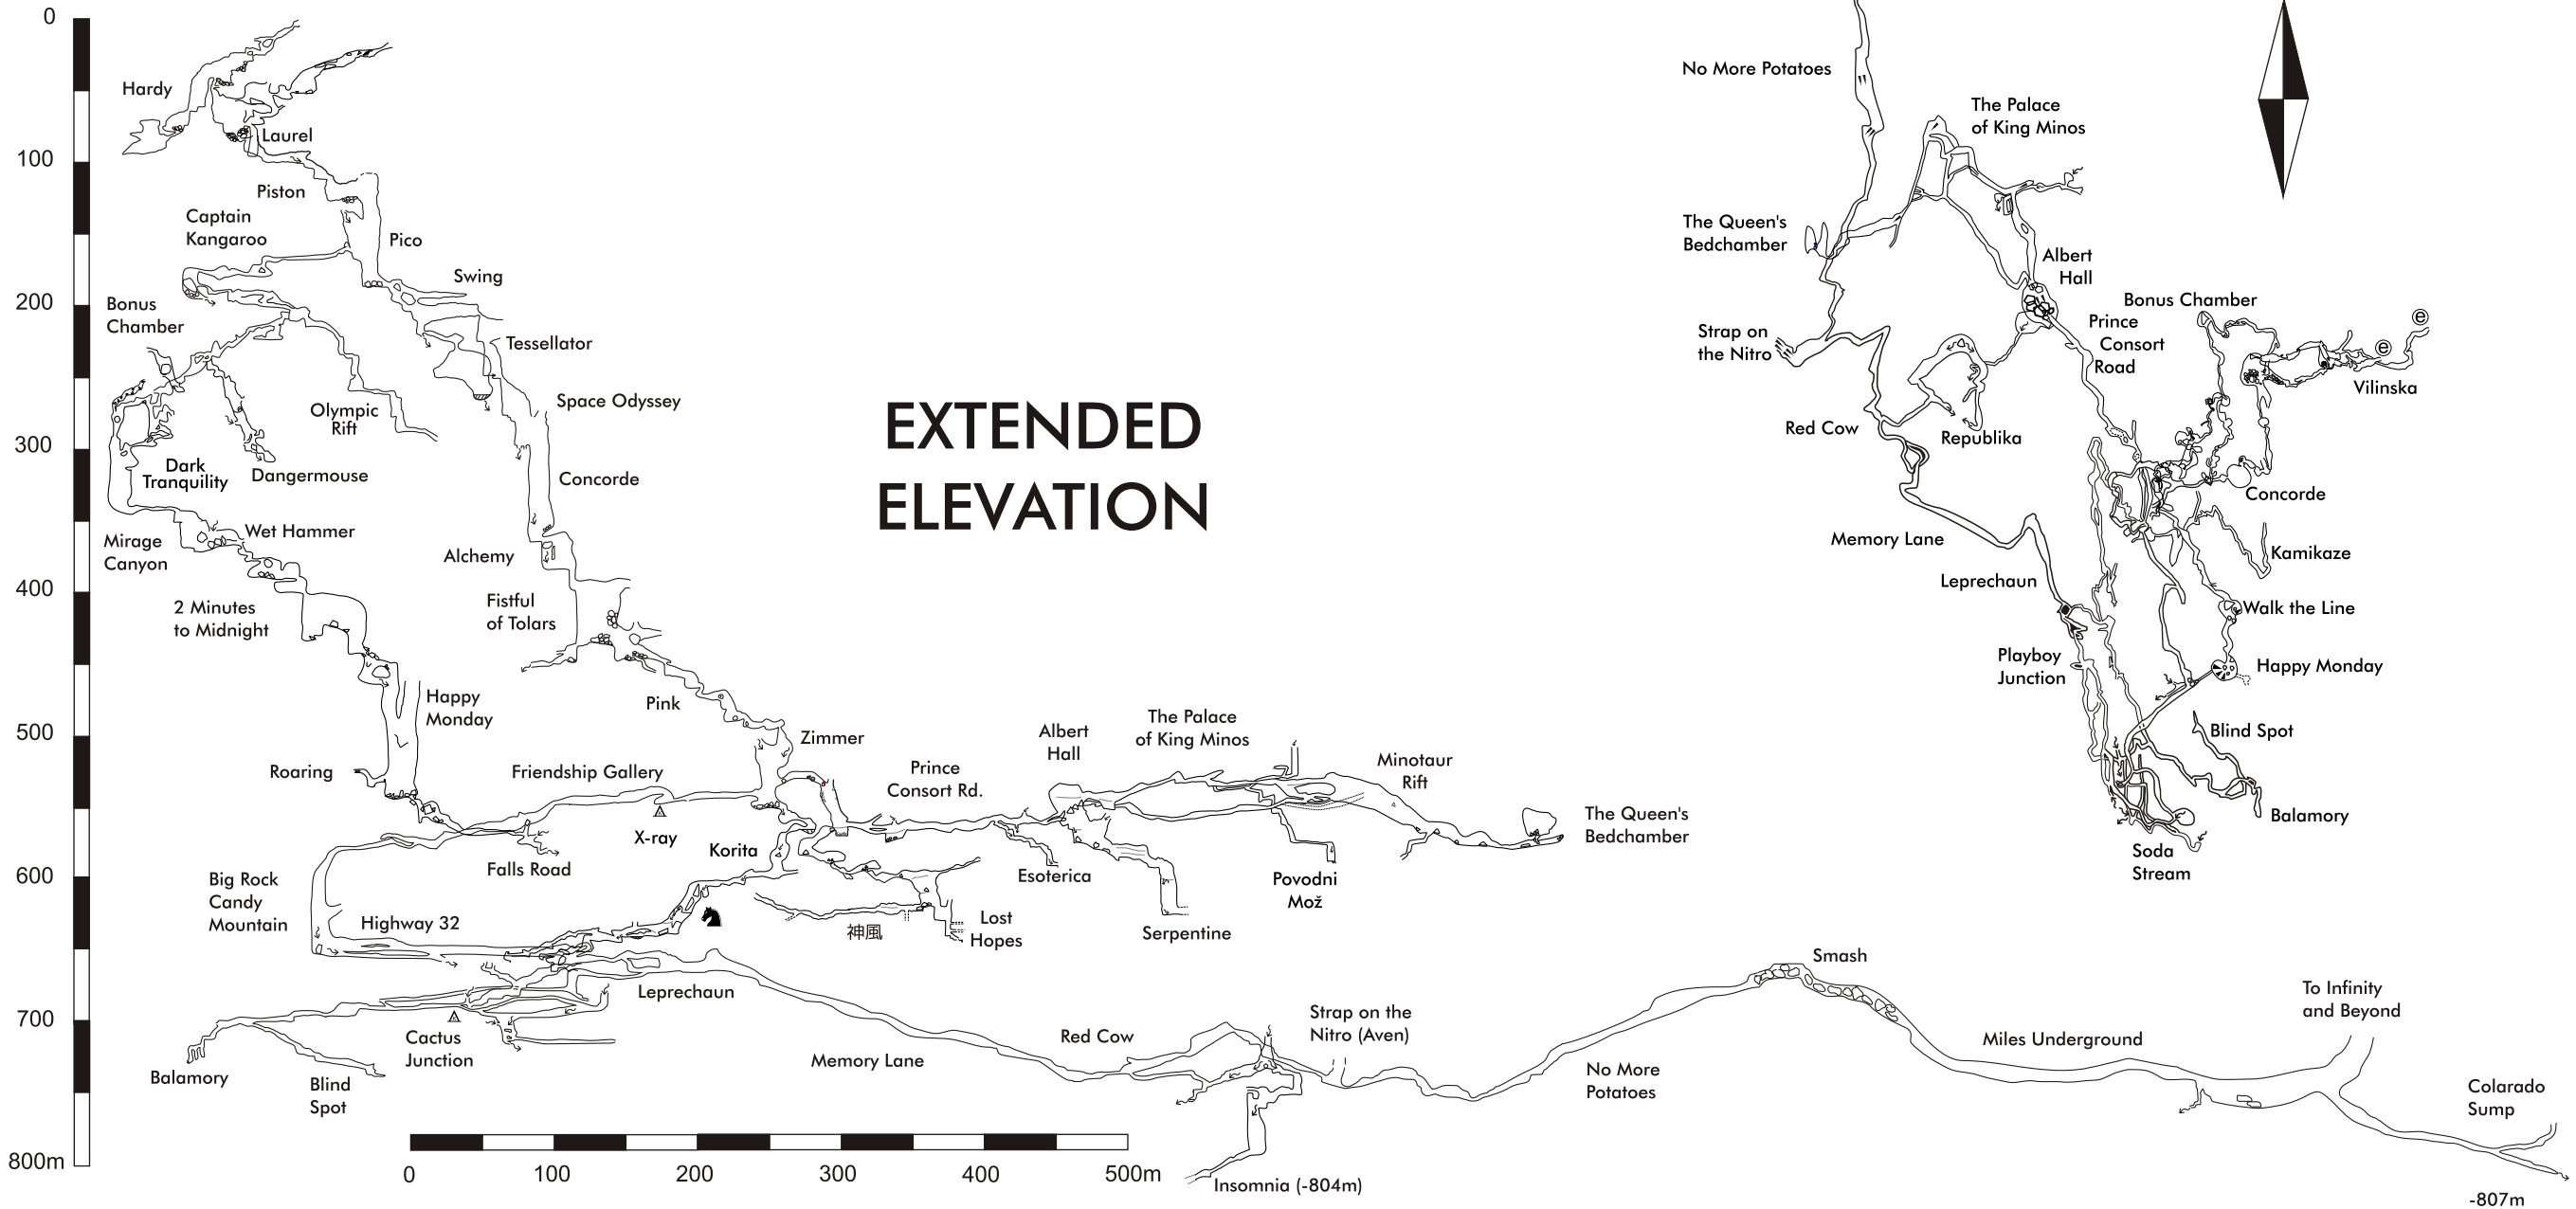 0
100
200
300
400
500
600
700
800m
Hardy
Laurel
Piston
Captain
Kangaroo
Pico
Swing
Bonus
Chamber
Tessellator
Olympic
Rift
Space Odyssey
Dark
Tranquility
Dangermouse
Concorde
Wet Hammer
Mirage
Canyon
Alchemy
2 Minutes
to Midnight
Fistful
of Tolars
Happy
Monday
Pink
Zimmer
Roaring
Friendship Gallery
X-ray
Falls Road
Korita
Big Rock
Candy
Mountain
Highway 32
Prince
Consort Rd.
Albert
Hall
The Palace
of King Minos
Minotaur
Rift
The Queen's
Bedchamber
Esoterica
Povodni
Mož
Serpentine
Lost
Hopes
神風
Leprechaun
Cactus
Junction
Balamory
Blind
Spot
Memory Lane
Red Cow
Strap on the
Nitro (Aven)
No More
Potatoes
Smash
Miles Underground
To Infinity
and Beyond
Colarado
Sump
-807m
Insomnia (-804m)
0
100
200
300
400
500m
EXTENDED
ELEVATION
No More Potatoes
The Palace
of King Minos
The Queen's
Bedchamber
Albert
Hall
Bonus Chamber
Prince
Consort
Road
e
e
Vilinska
Strap on
the Nitro
Red Cow
Republika
Concorde
Memory Lane
Kamikaze
Leprechaun
Walk the Line
Playboy
Junction
Happy Monday
Blind Spot
Balamory
Soda
Stream